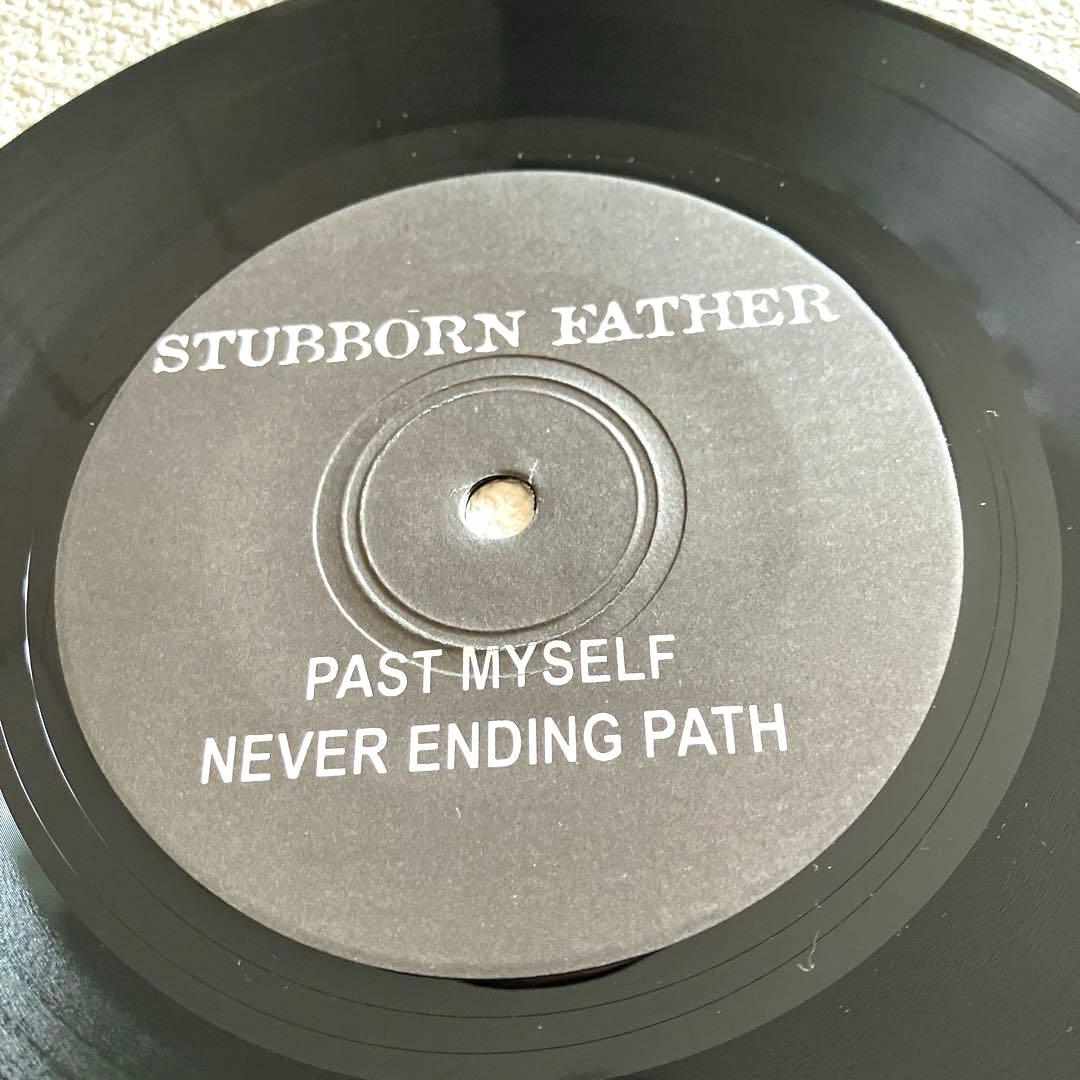 STUBBORN FATHER
PAST MYSELF
NEVER ENDING PATH